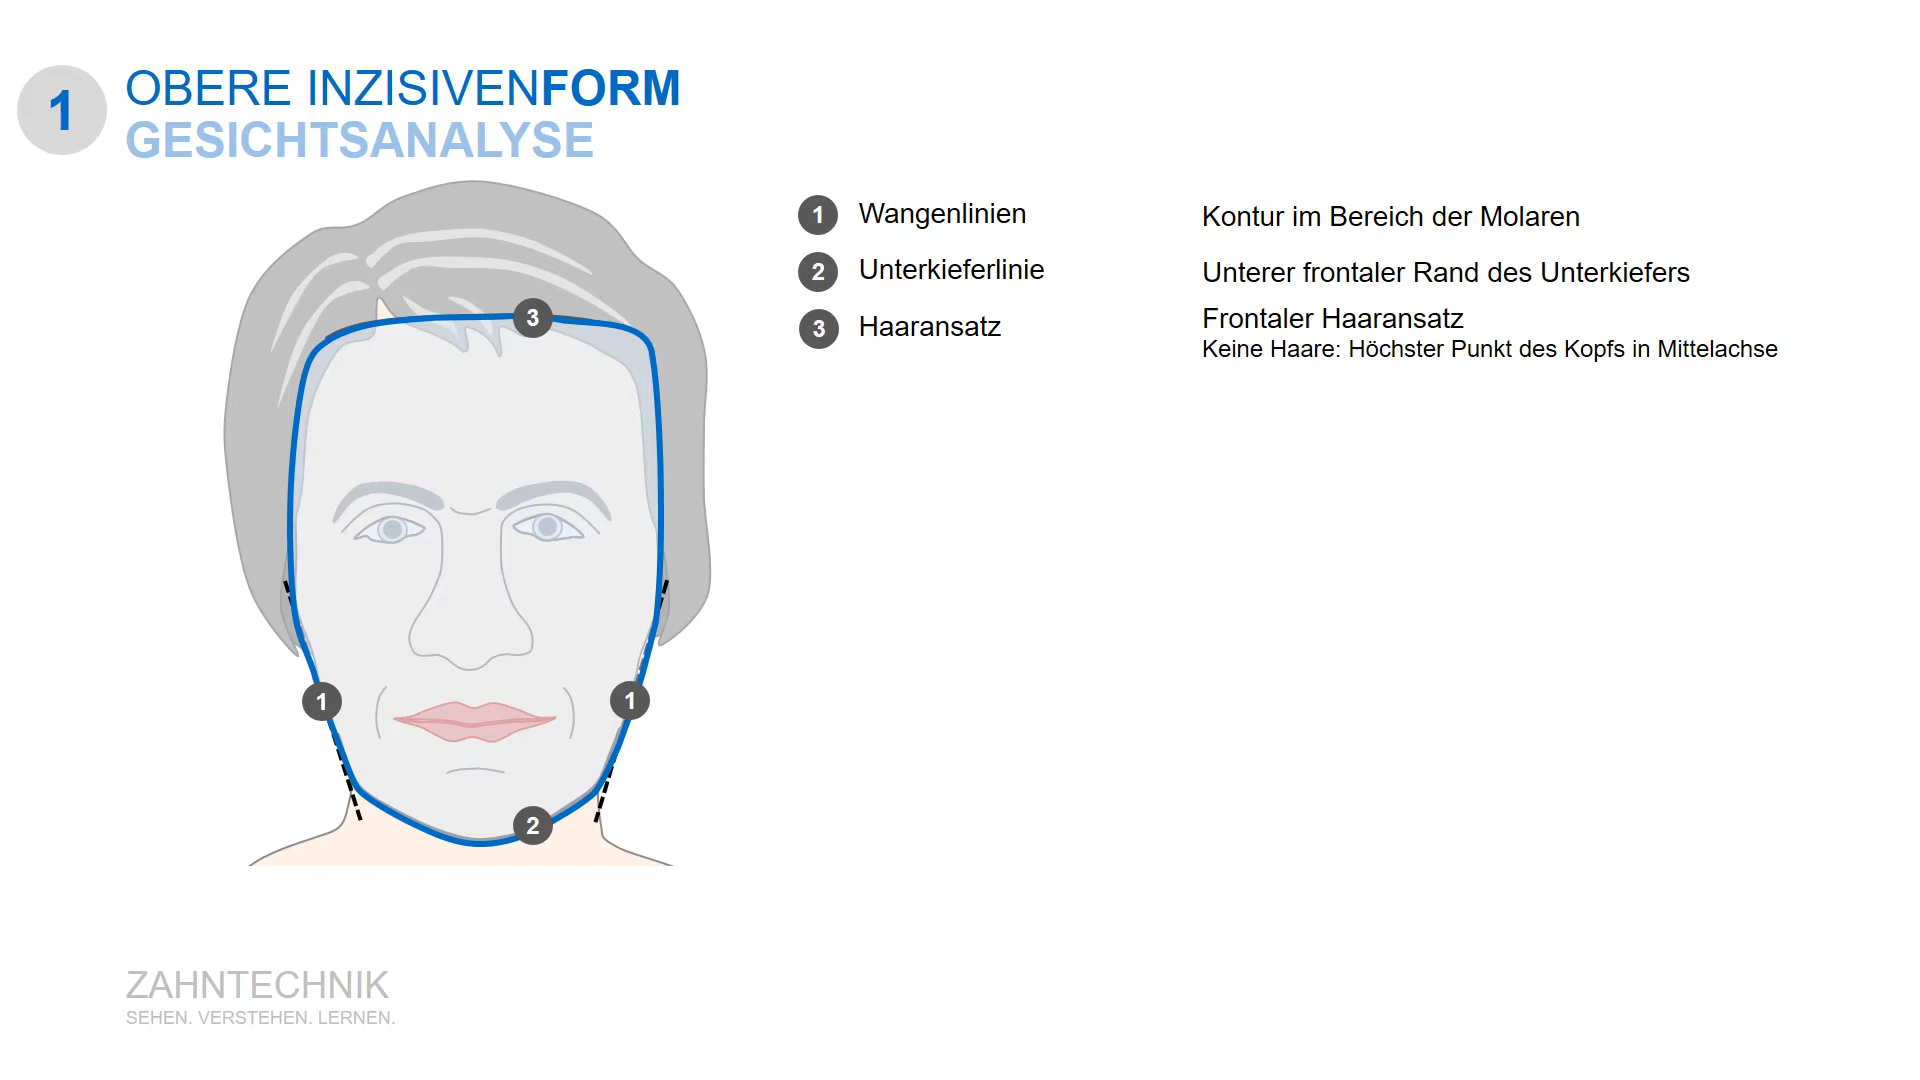 1
OBERE INZISIVENFORM
GESICHTSANALYSE
1 Wangenlinien Kontur im Bereich der Molaren
2 Unterkieferlinie Unterer frontaler Rand des Unterkiefers
3 Haaransatz Frontaler Haaransatz
Keine Haare: Höchster Punkt des Kopfs in Mittelachse
3
1 1
2
ZAHNTECHNIK
SEHEN. VERSTEHEN. LERNEN.